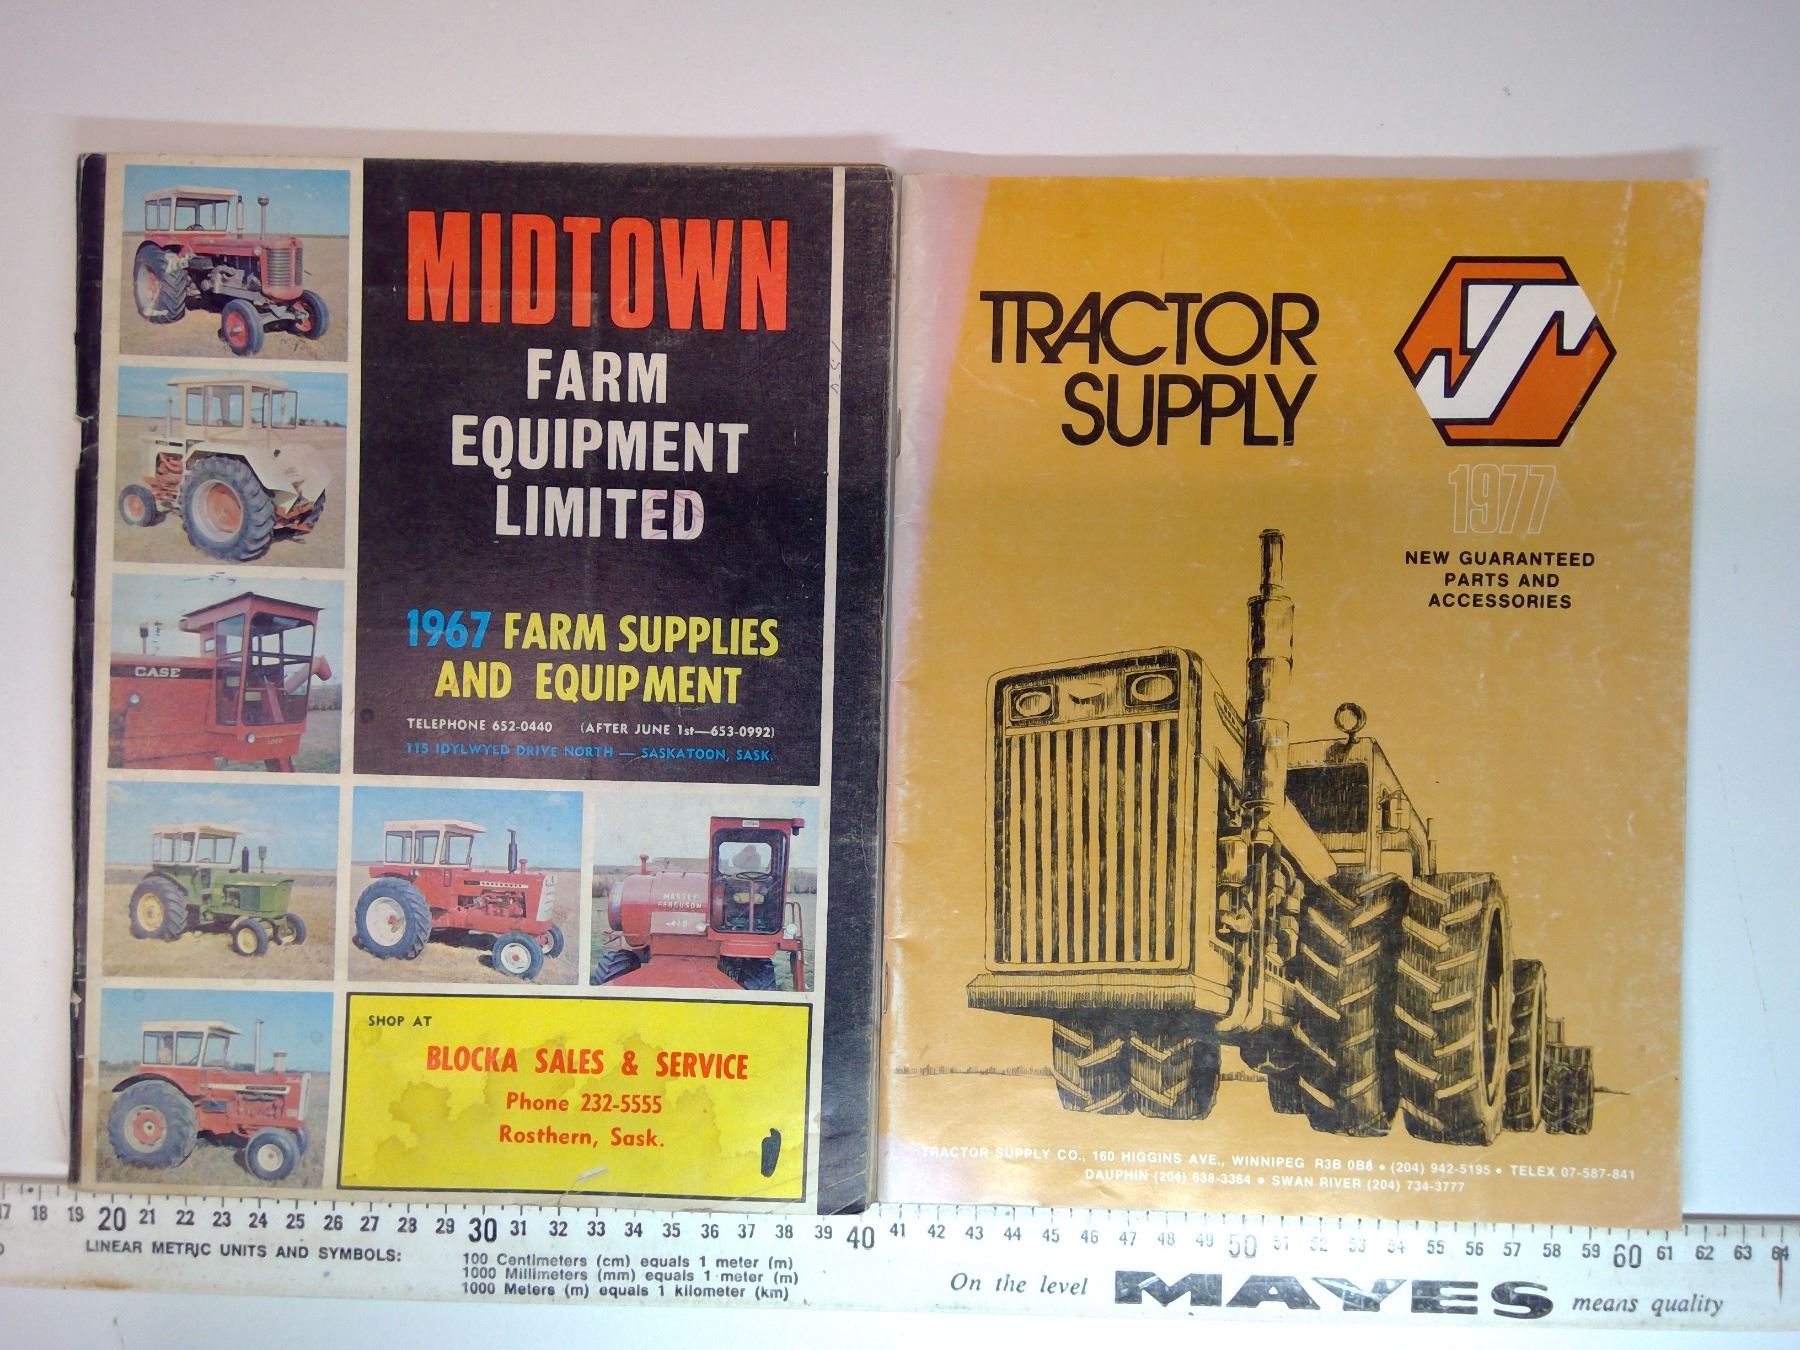 MIDTOWN
FARM
EQUIPMENT
LIMITED
1967 FARM SUPPLIES
AND EQUIPMENT
TELEPHONE 652-0440 (AFTER JUNE 1st—653-0992)
115 IDYLWYLD DRIVE NORTH — SASKATOON, SASK.
CASE
MASSEY
FERGUSON
SHOP AT
BLOCKA SALES & SERVICE
Phone 232-5555
Rosthern, Sask.
TRACTOR
SUPPLY
1977
NEW GUARANTEED
PARTS AND
ACCESSORIES
TRACTOR SUPPLY CO., 160 HIGGINS AVE., WINNIPEG R3B 0B6 • (204) 942-5195 • TELEX 07-587-841
DAUPHIN (204) 638-3364 • SWAN RIVER (204) 734-3777
17 18 19 20 21 22 23 24 25 26 27 28 29 30 31 32 33 34 35 36 37 38 39 40 41 42 43 44 45 46 47 48 49 50 51 52 53 54 55 56 57 58 59 60 61 62 63 64
LINEAR METRIC UNITS AND SYMBOLS:
100 Centimeters (cm) equals 1 meter (m)
1000 Millimeters (mm) equals 1 meter (m)
1000 Meters (m) equals 1 kilometer (km)
On the level MAYES means quality